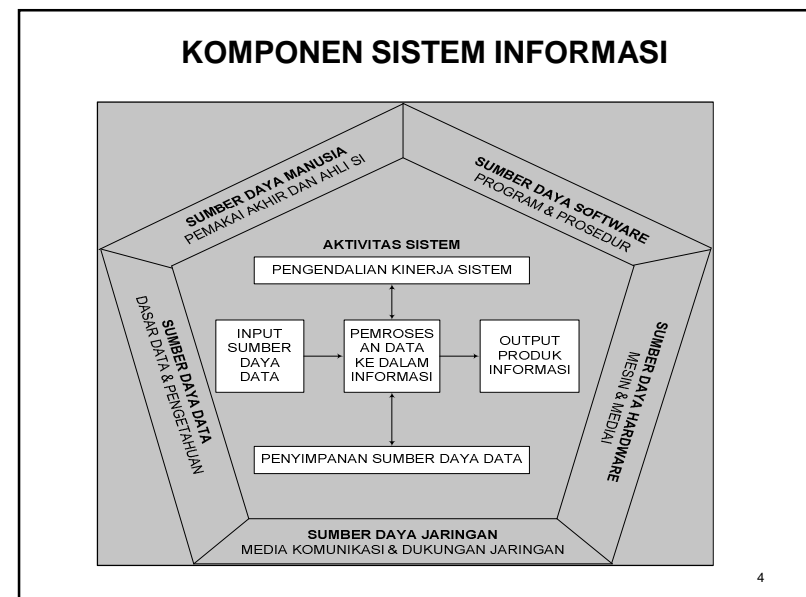 KOMPONEN SISTEM INFORMASI
SUMBER DAYA MANUSIA
PEMAKAI AKHIR DAN AHLI SI
SUMBER DAYA SOFTWARE
PROGRAM & PROSEDUR
AKTIVITAS SISTEM
PENGENDALIAN KINERJA SISTEM
SUMBER DAYA DATA
DASAR DATA & PENGETAHUAN
INPUT
SUMBER
DAYA
DATA
PEMROSES
AN DATA
KE DALAM
INFORMASI
OUTPUT
PRODUK
INFORMASI
SUMBER DAYA HARDWARE
MESIN & MEDIAI
PENYIMPANAN SUMBER DAYA DATA
SUMBER DAYA JARINGAN
MEDIA KOMUNIKASI & DUKUNGAN JARINGAN
4